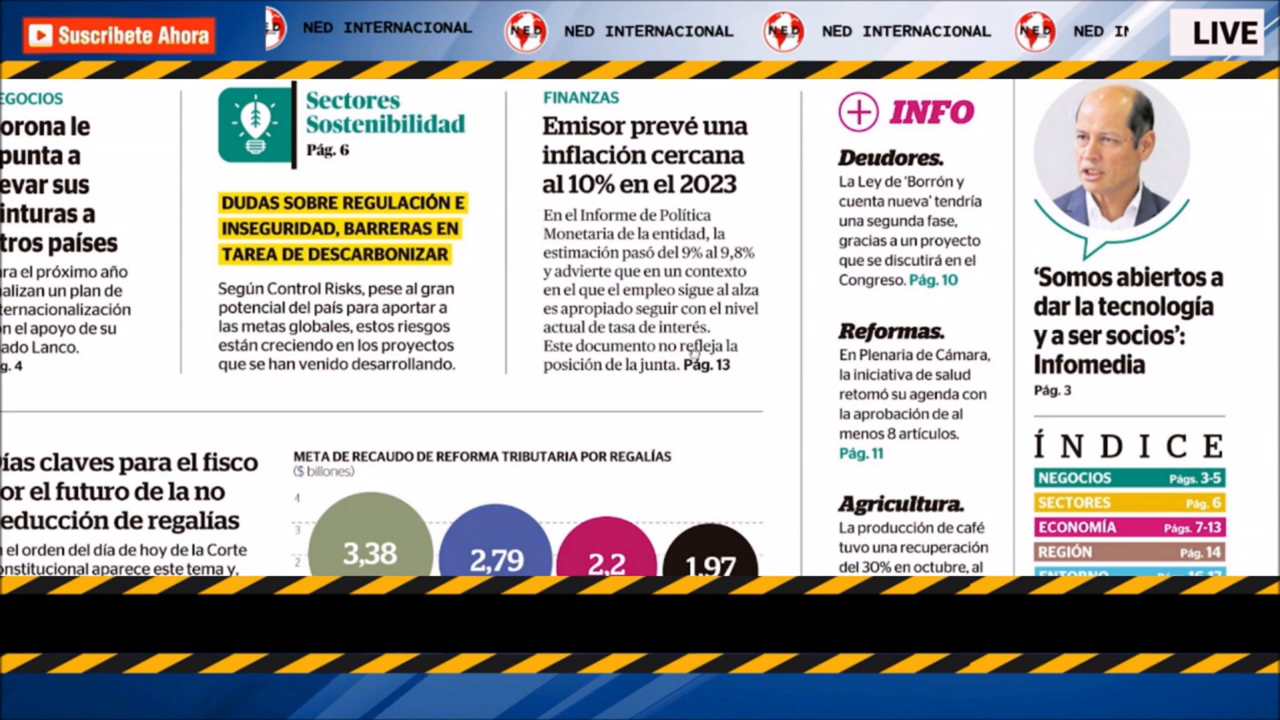 Suscribete Ahora
NED
NED INTERNACIONAL
NED
NED INTERNACIONAL
NED
NED INTERNACIONAL
NED
NED
LIVE
EGOCIOS
orona le
punta a
evar sus
inturas a
tros países
ara el próximo año
nalizan un plan de
ternacionalización
on el apoyo de su
ado Lanco.
g. 4
Sectores
Sostenibilidad
Pág. 6
DUDAS SOBRE REGULACIÓN E
INSEGURIDAD, BARRERAS EN
TAREA DE DESCARBONIZAR
Según Control Risks, pese al gran
potencial del país para aportar a
las metas globales, estos riesgos
están creciendo en los proyectos
que se han venido desarrollando.
FINANZAS
Emisor prevé una
inflación cercana
al 10% en el 2023
En el Informe de Política
Monetaria de la entidad, la
estimación pasó del 9% al 9,8%
y advierte que en un contexto
en el que el empleo sigue al alza
es apropiado seguir con el nivel
actual de tasa de interés.
Este documento no refleja la
posición de la junta. Pág. 13
INFO
Deudores.
La Ley de 'Borrón y
cuenta nueva' tendría
una segunda fase,
gracias a un proyecto
que se discutirá en el
Congreso. Pág. 10
Reformas.
En Plenaria de Cámara,
la iniciativa de salud
retomó su agenda con
la aprobación de al
menos 8 artículos.
Pág. 11
Agricultura.
La producción de café
tuvo una recuperación
del 30% en octubre, al
'Somos abiertos a
dar la tecnología
y a ser socios':
Infomedia
Pág. 3
ÍNDICE
NEGOCIOS Págs. 3-5
SECTORES Pág. 6
ECONOMÍA Págs. 7-13
REGIÓN Pág. 14
ías claves para el fisco
or el futuro de la no
educción de regalías
n el orden del día de hoy de la Corte
onstitucional aparece este tema y,
META DE RECAUDO DE REFORMA TRIBUTARIA POR REGALÍAS
($ billones)
4
3
2
3,38
2,79
2,2
1,97